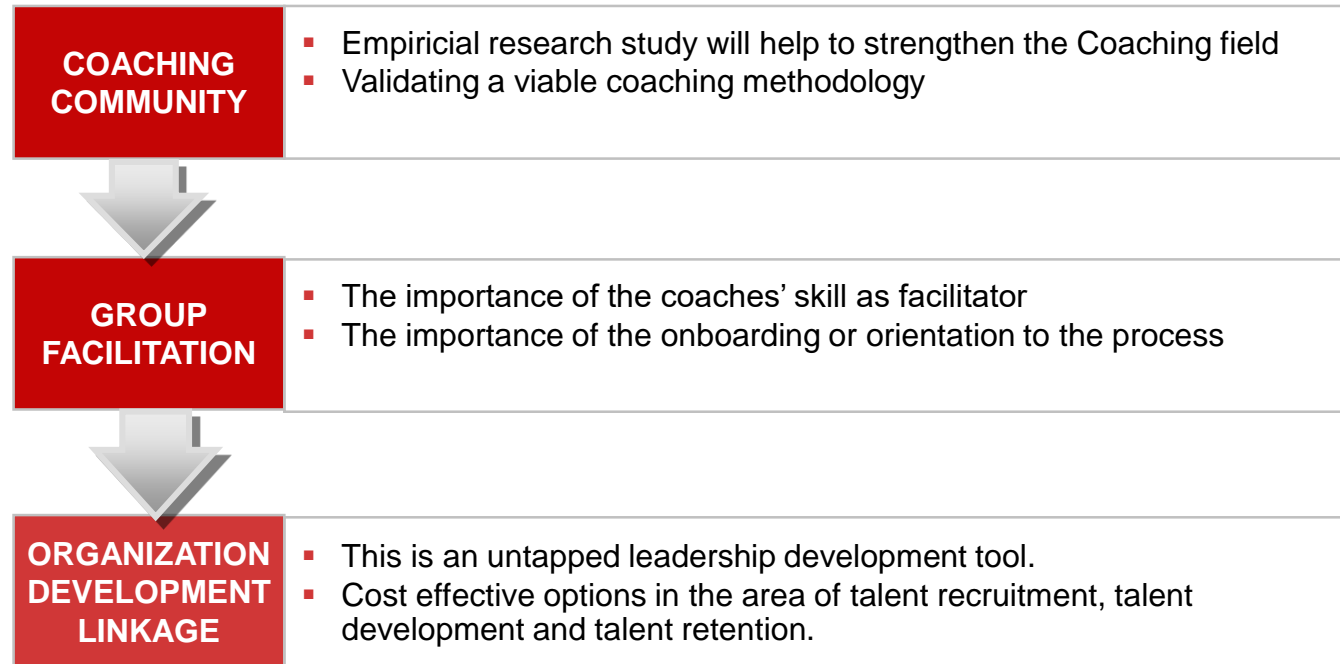 COACHING
COMMUNITY
▪ Empiricial research study will help to strengthen the Coaching field
▪ Validating a viable coaching methodology
GROUP
FACILITATION
▪ The importance of the coaches’ skill as facilitator
▪ The importance of the onboarding or orientation to the process
ORGANIZATION
DEVELOPMENT
LINKAGE
▪ This is an untapped leadership development tool.
▪ Cost effective options in the area of talent recruitment, talent
development and talent retention.